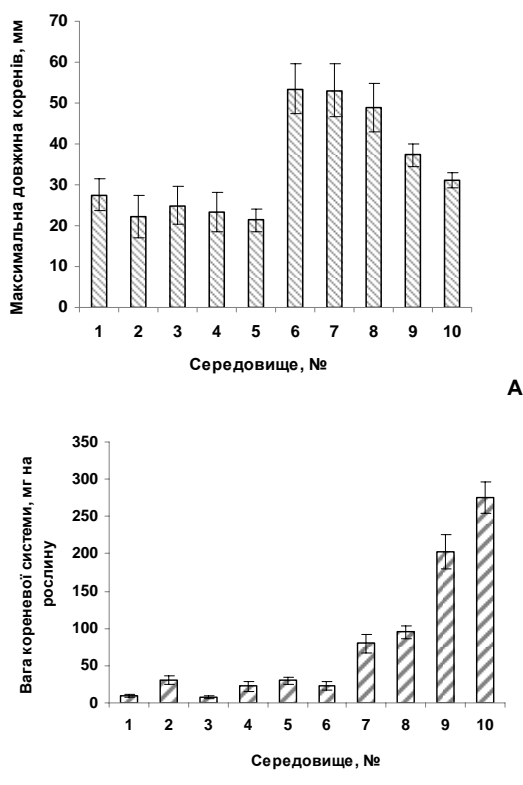 Максимальна довжина коренів, мм
70
60
50
40
30
20
10
0
1 2 3 4 5 6 7 8 9 10
Середовище, №
А
Вага кореневої системи, мг на
рослину
350
300
250
200
150
100
50
0
1 2 3 4 5 6 7 8 9 10
Середовище, №